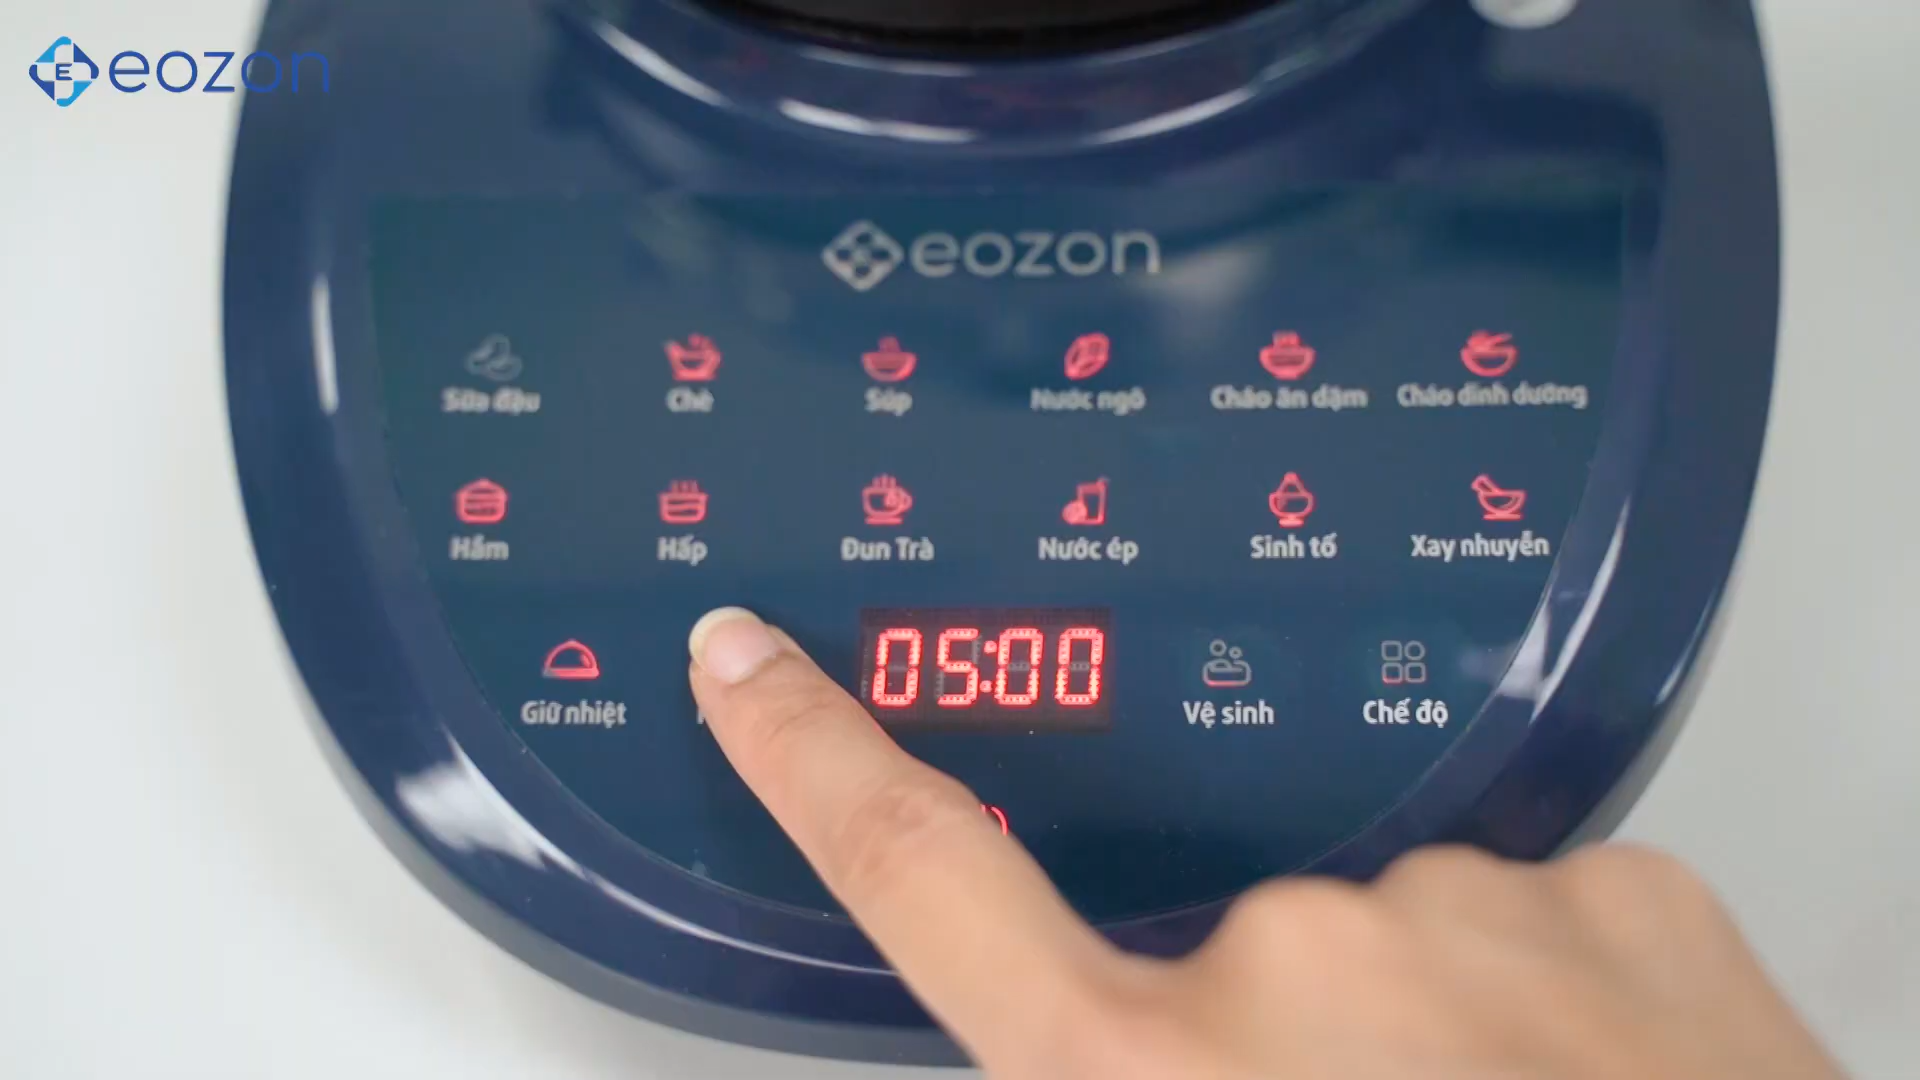 eozon
eozon
Sữa đậu Chè Súp Nước ngô Cháo ăn dặm Cháo dinh dưỡng
Hầm Hấp Đun Trà Nước ép Sinh tố Xay nhuyễn
05:00
Giữ nhiệt Vệ sinh Chế độ